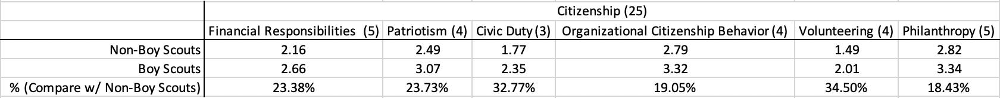 Citizenship (25)
Financial Responsibilities (5) Patriotism (4) Civic Duty (3) Organizational Citizenship Behavior (4) Volunteering (4) Philanthropy (5)
Non-Boy Scouts 2.16 2.49 1.77 2.79 1.49 2.82
Boy Scouts 2.66 3.07 2.35 3.32 2.01 3.34
% (Compare w/ Non-Boy Scouts) 23.38% 23.73% 32.77% 19.05% 34.50% 18.43%